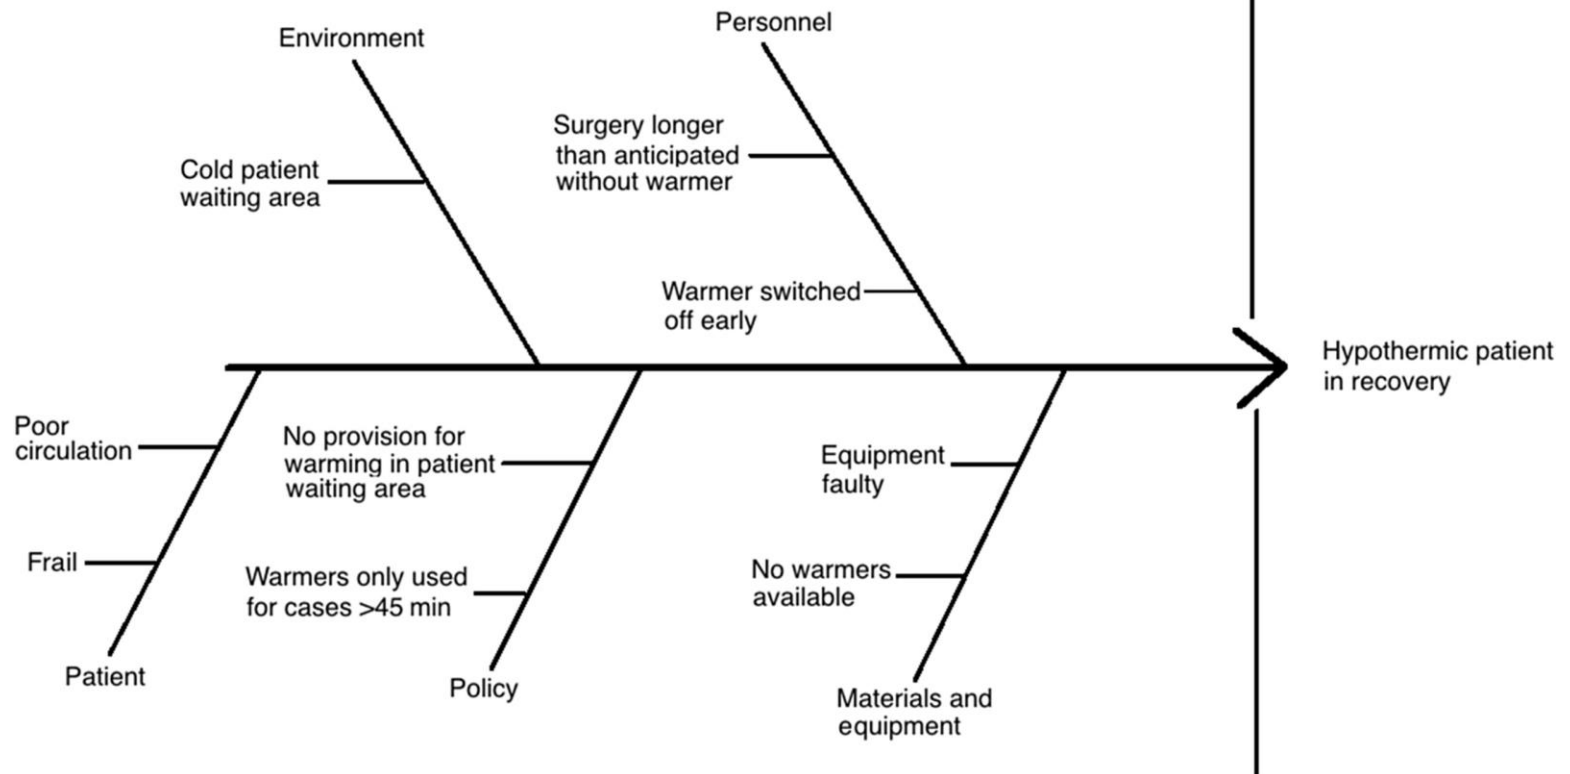 Environment
Personnel
Cold patient
waiting area
Surgery longer
than anticipated
without warmer
Warmer switched
off early
Hypothermic patient
in recovery
Poor
circulation
Frail
Patient
No provision for
warming in patient
waiting area
Warmers only used
for cases >45 min
Policy
Equipment
faulty
No warmers
available
Materials and
equipment